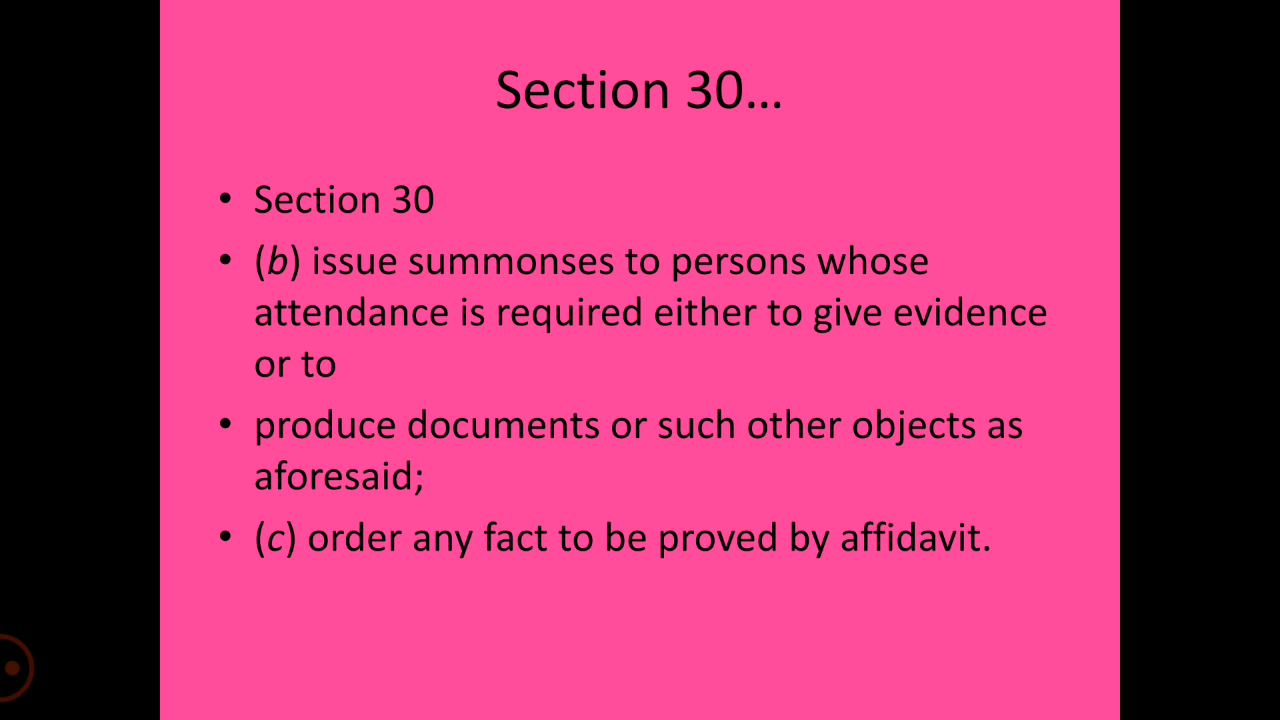 Section 30...
• Section 30
• (b) issue summonses to persons whose
attendance is required either to give evidence
or to
• produce documents or such other objects as
aforesaid;
• (c) order any fact to be proved by affidavit.